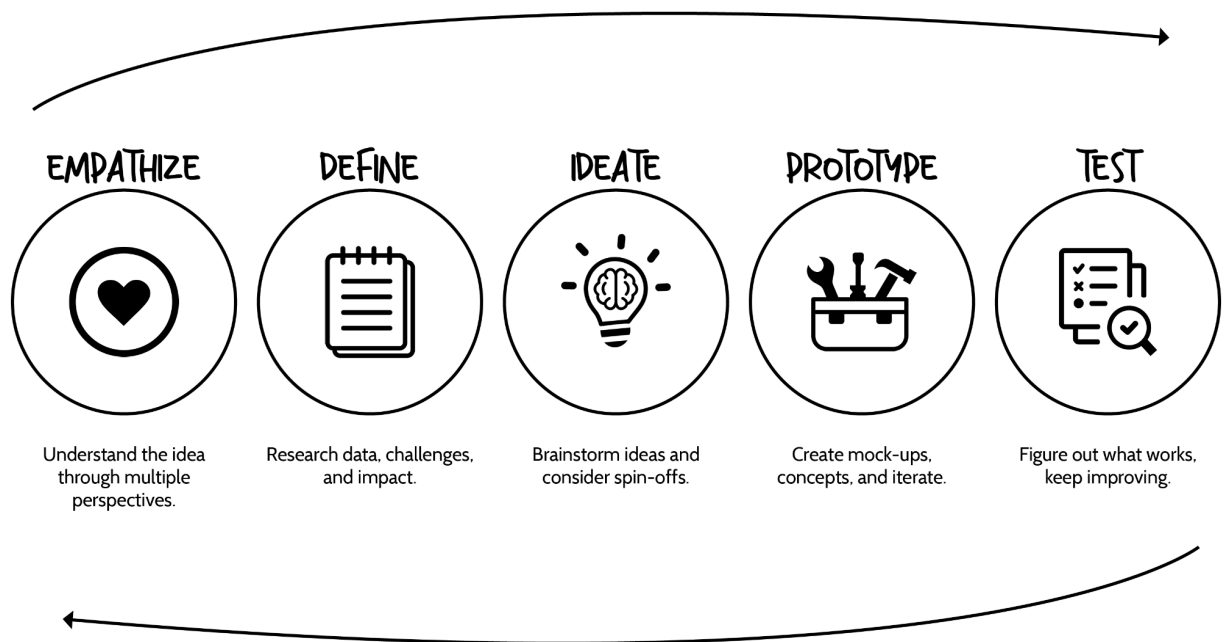 EMPATHIZE
DEFINE
IDEATE
PROTOTYPE
TEST
Understand the idea
through multiple
perspectives.
Research data, challenges,
and impact.
Brainstorm ideas and
consider spin-offs.
Create mock-ups,
concepts, and iterate.
Figure out what works,
keep improving.